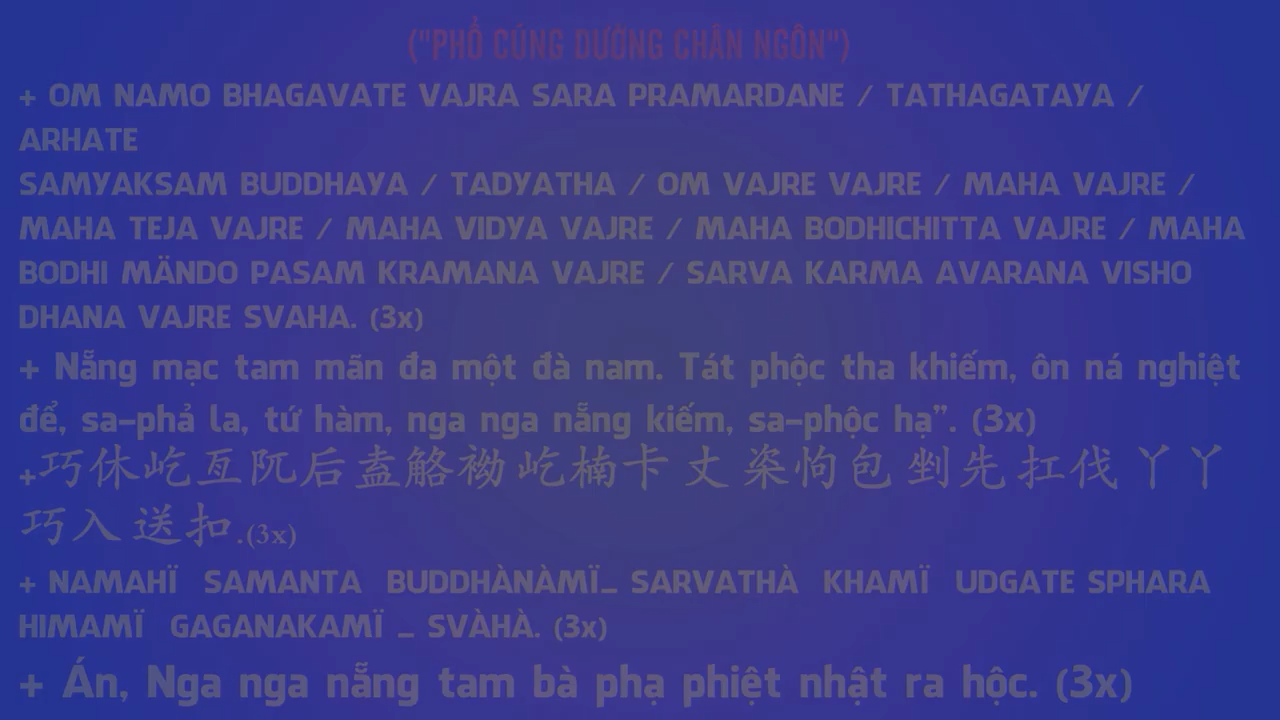 ("PHỔ CÚNG DƯỜNG CHÂN NGÔN")
+ OM NAMO BHAGAVATE VAJRA SARA PRAMARDANE / TATHAGATAYA /
ARHATE
SAMYAKSAM BUDDHAYA / TADYATHA / OM VAJRE VAJRE / MAHA VAJRE /
MAHA TEJA VAJRE / MAHA VIDYA VAJRE / MAHA BODHICHITTA VAJRE / MAHA
BODHI MÄNDO PASAM KRAMANA VAJRE / SARVA KARMA AVARANA VISHO
DHANA VAJRE SVAHA. (3x)
+ Nẵng mạc tam mãn đa một đà nam. Tát phộc tha khiếm, ôn ná nghiệt
để, sa-phả la, tứ hàm, nga nga nẵng kiếm, sa-phộc hạ”. (3x)
+巧休屹亙阢后盍觡袎屹楠卡丈楶恦包剉先扛伐丫丫
巧入送扣.(3x)
+ NAMAHÏ SAMANTA BUDDHÀNÀMÏ_ SARVATHÀ KHAMÏ UDGATE SPHARA
HIMAMÏ GAGANAKAMÏ _ SVÀHÀ. (3x)
+ Án, Nga nga nẵng tam bà phạ phiệt nhật ra hộc. (3x)